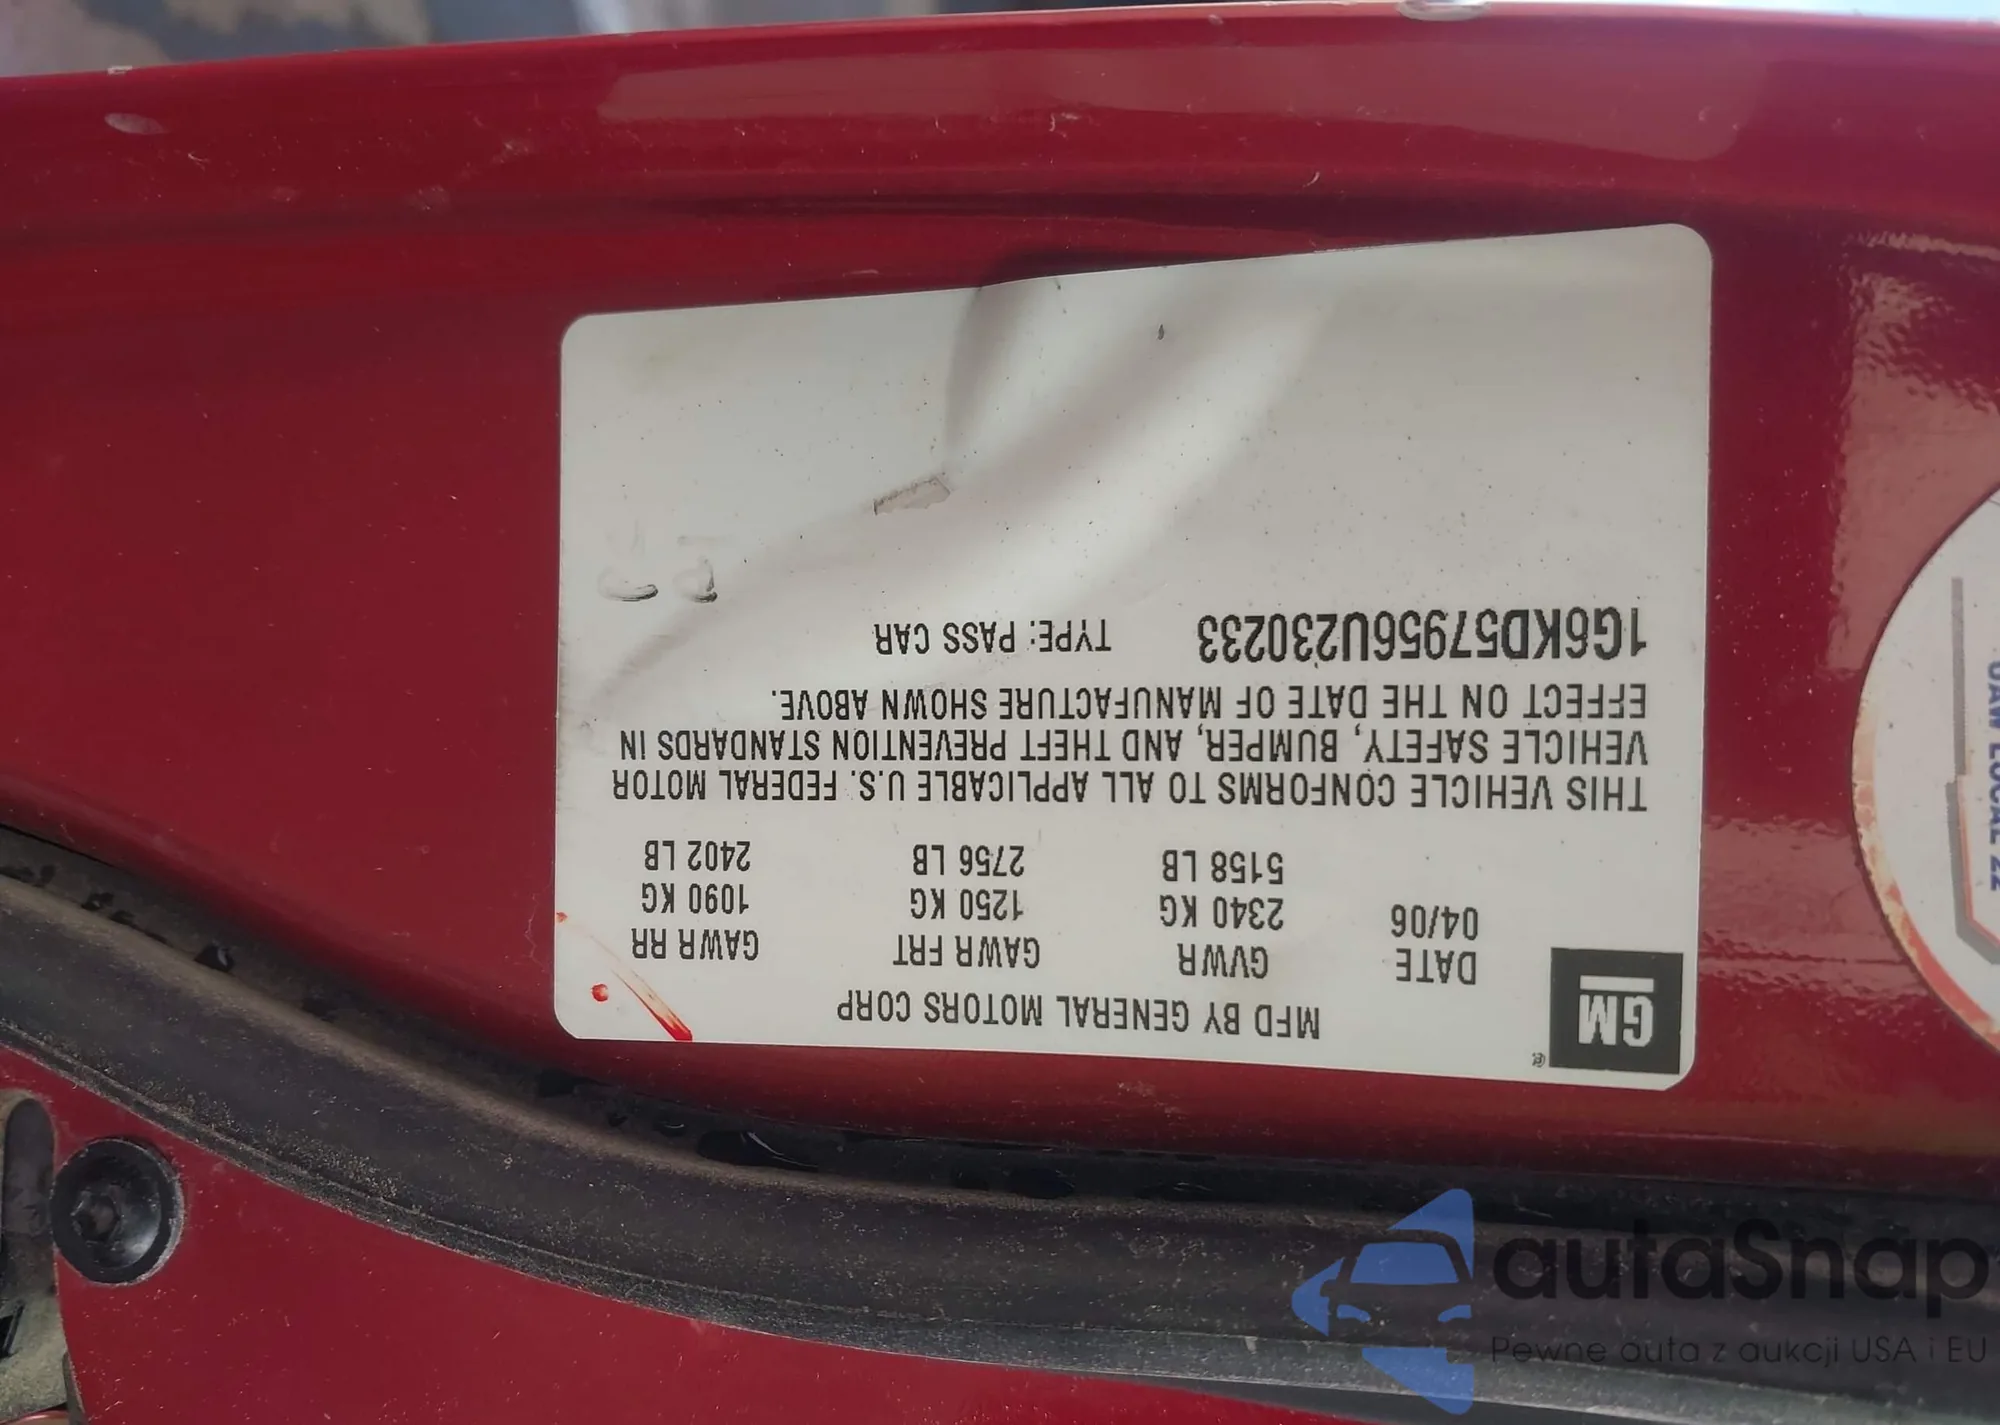 GM
®
MFD BY GENERAL MOTORS CORP
DATE GVWR GAWR FRT GAWR RR
04/06 2340 KG 1250 KG 1090 KG
5158 LB 2756 LB 2402 LB
THIS VEHICLE CONFORMS TO ALL APPLICABLE U.S. FEDERAL MOTOR
VEHICLE SAFETY, BUMPER, AND THEFT PREVENTION STANDARDS IN
EFFECT ON THE DATE OF MANUFACTURE SHOWN ABOVE.
1G6KD57956U230233 TYPE: PASS CAR
UAW LOCAL 22
autaSnap
Pewne auta z aukcji USA i EU